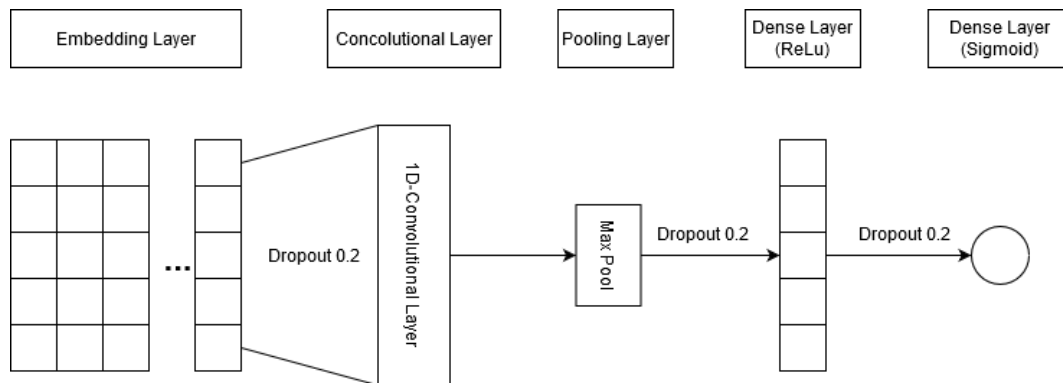 Embedding Layer
Concolutional Layer
Pooling Layer
Dense Layer
(ReLu)
Dense Layer
(Sigmoid)
...
Dropout 0.2
1D-Convolutional Layer
Max Pool
Dropout 0.2
Dropout 0.2